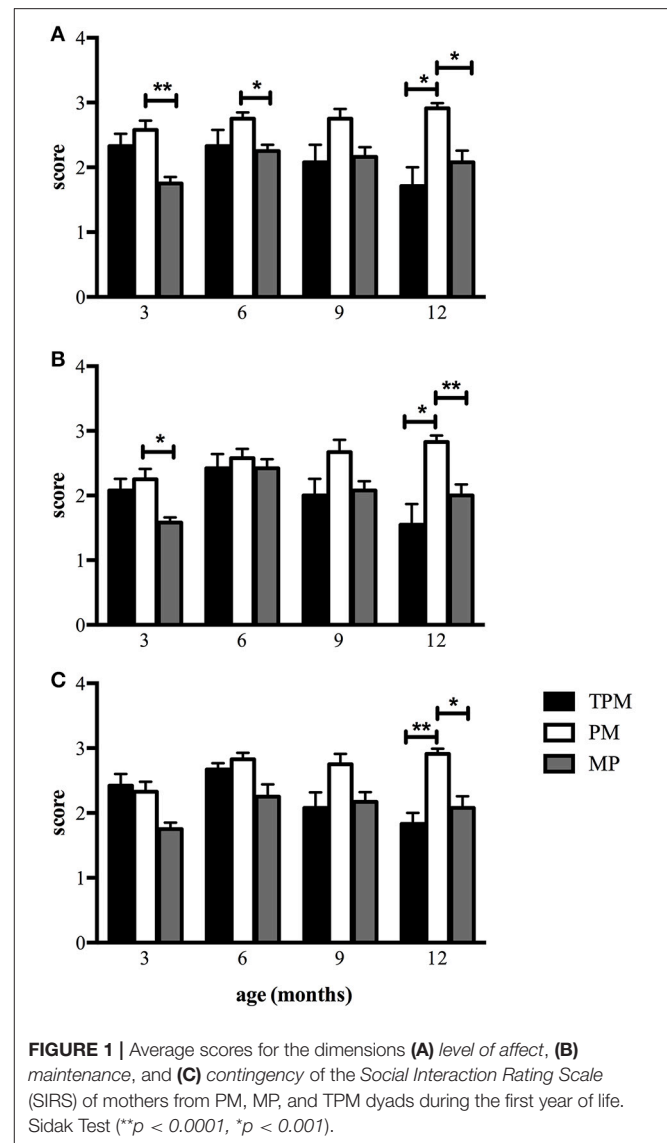 A
4
** * * *
3
score
2
1
0
3 6 9 12
B
4
* * **
3
score
2
1
0
3 6 9 12
C
4
** *
3
score
2
1
0
3 6 9 12
age (months)
TPM
PM
MP
FIGURE 1 | Average scores for the dimensions (A) level of affect, (B)
maintenance, and (C) contingency of the Social Interaction Rating Scale
(SIRS) of mothers from PM, MP, and TPM dyads during the first year of life.
Sidak Test (**p < 0.0001, *p < 0.001).